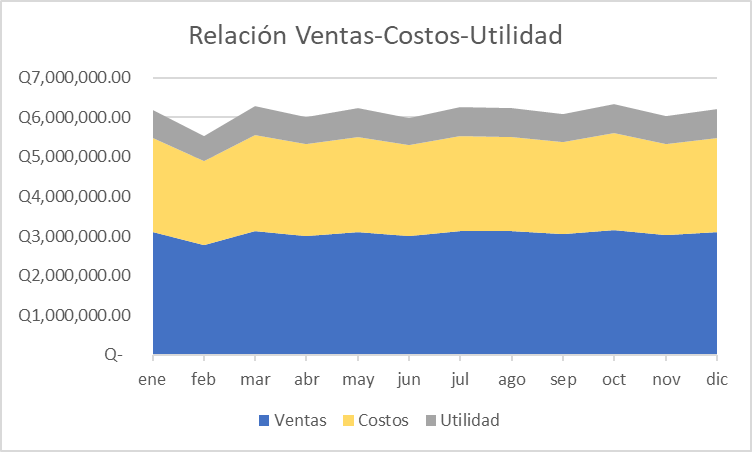 Relación Ventas-Costos-Utilidad
Q7,000,000.00
Q6,000,000.00
Q5,000,000.00
Q4,000,000.00
Q3,000,000.00
Q2,000,000.00
Q1,000,000.00
Q-
ene feb mar abr may jun jul ago sep oct nov dic
Ventas Costos Utilidad